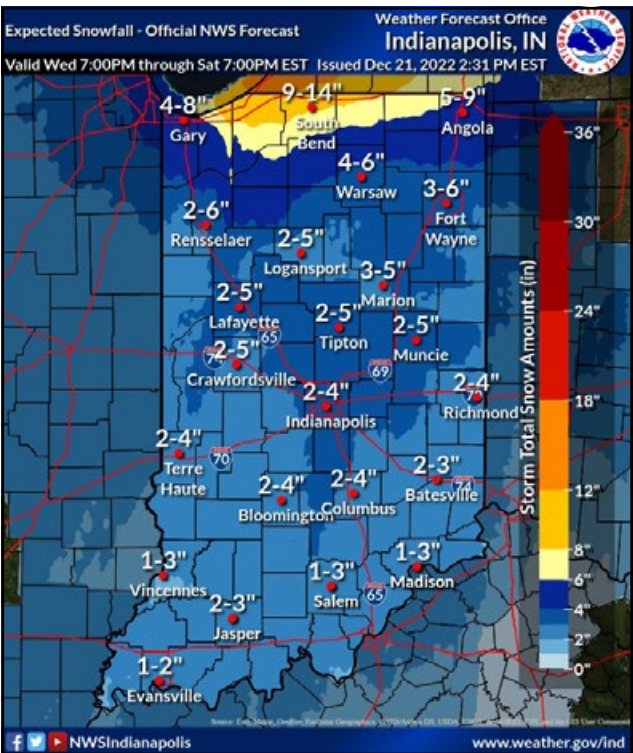 Expected Snowfall - Official NWS Forecast
Weather Forecast Office
Indianapolis, IN
Valid Wed 7:00PM through Sat 7:00PM EST Issued Dec 21, 2022 2:31 PM EST
NATIONAL WEATHER SERVICE
4-8"
Gary
9-14"
South
Bend
5-9"
Angola
4-6"
Warsaw
3-6"
Fort
Wayne
2-6"
Rensselaer
2-5"
Logansport
3-5"
Marion
2-5"
Lafayette
65
2-5"
Tipton
2-5"
Muncie
74
2-5"
Crawfordsville
69
2-4"
Indianapolis
2-4"
Richmond
2-4"
Terre
Haute
70
2-4"
Bloomington
2-4"
Columbus
2-3"
Batesville
74
1-3"
Vincennes
1-3"
Salem
1-3"
Madison
65
2-3"
Jasper
1-2"
Evansville
Storm Total Snow Amounts (in)
36"
30"
24"
18"
12"
8"
6"
4"
2"
0"
NWSIndianapolis
www.weather.gov/ind